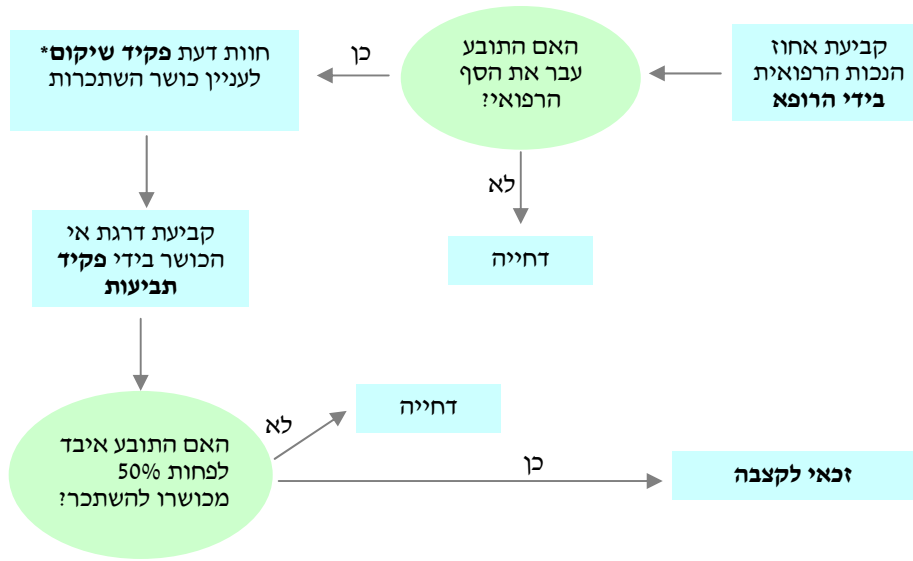 קביעת אחוז
הנכות הרפואית
בידי הרופא
האם התובע
עבר את הסף
הרפואי?
כן
חוות דעת פקיד שיקום*
לעניין כושר השתכרות
לא
דחייה
קביעת דרגת אי
הכושר בידי פקיד
תביעות
האם התובע איבד
לפחות 50%
מכושרו להשתכר?
לא
דחייה
כן
זכאי לקצבה